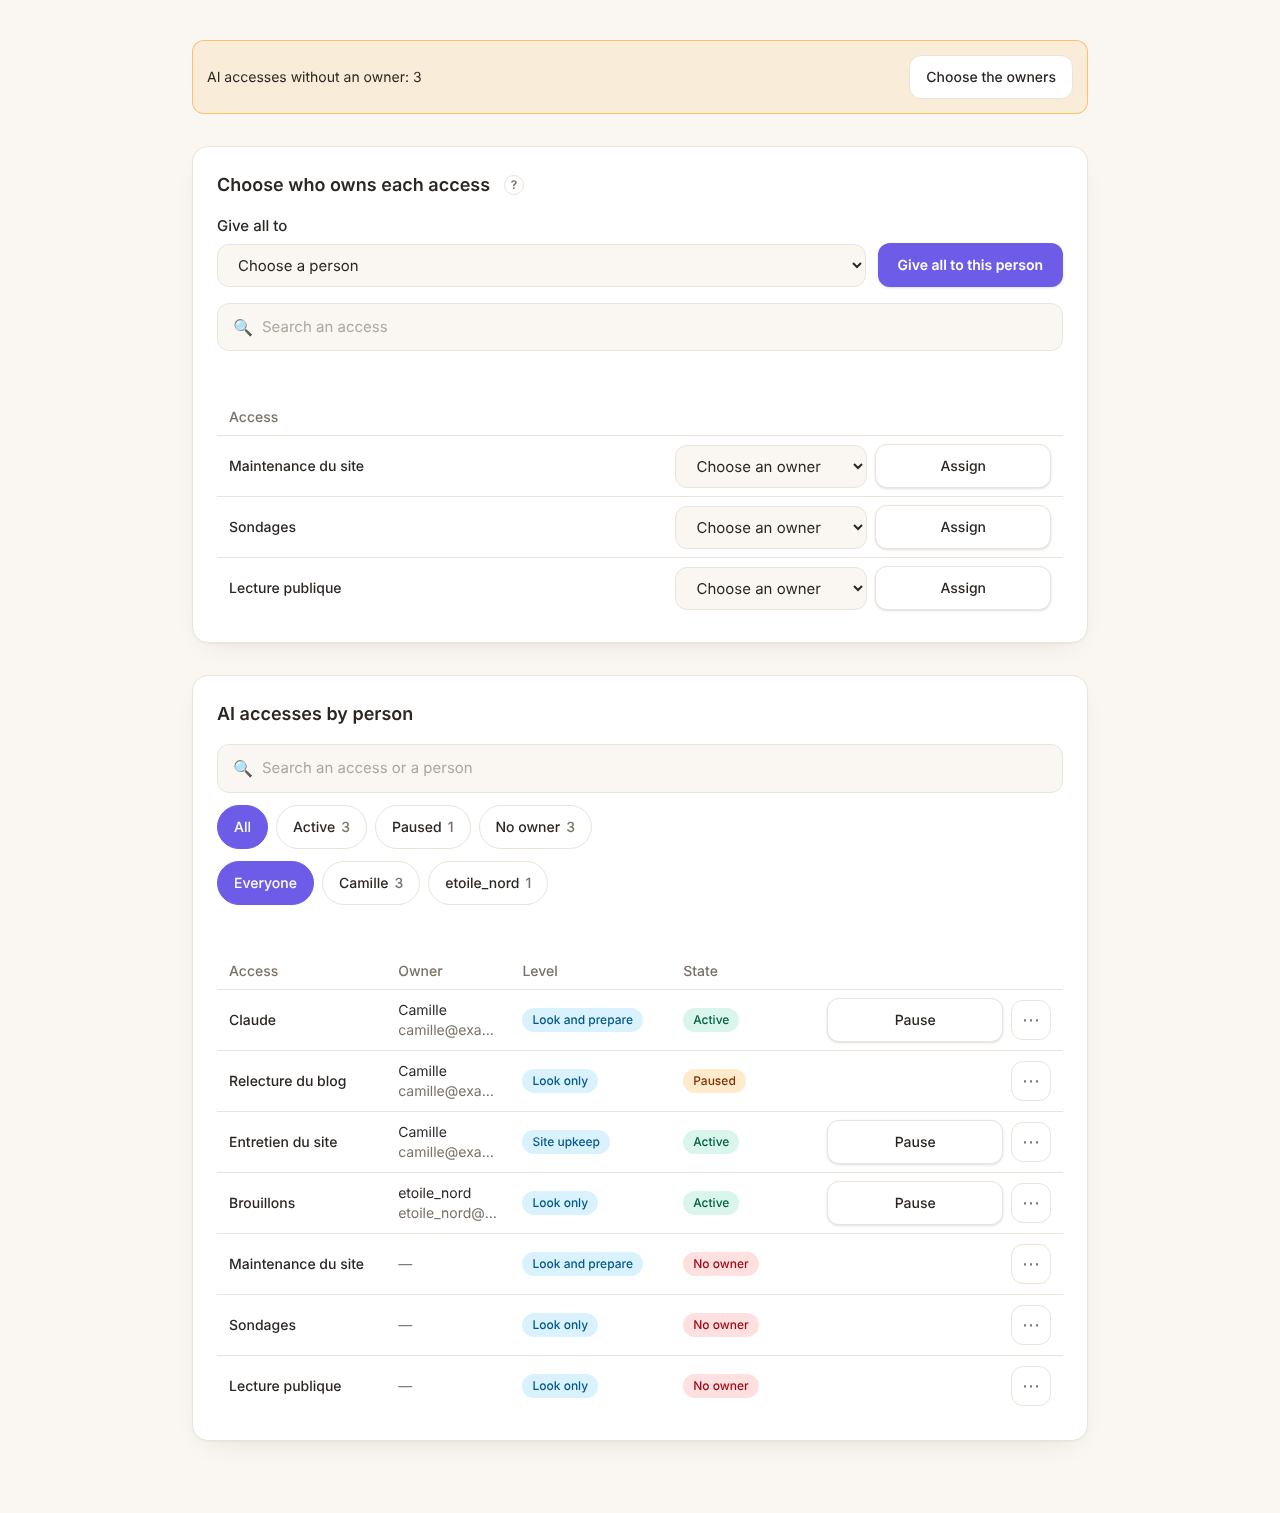 AI accesses without an owner: 3
Choose the owners
Choose who owns each access ?
Give all to
Choose a person
Give all to this person
Search an access
Access
Maintenance du site Choose an owner Assign
Sondages Choose an owner Assign
Lecture publique Choose an owner Assign
AI accesses by person
Search an access or a person
All Active 3 Paused 1 No owner 3
Everyone Camille 3 etoile_nord 1
Access Owner Level State
Claude Camille Look and prepare Active Pause ...
camille@exa...
Relecture du blog Camille Look only Paused ...
camille@exa...
Entretien du site Camille Site upkeep Active Pause ...
camille@exa...
Brouillons etoile_nord Look only Active Pause ...
etoile_nord@...
Maintenance du site — Look and prepare No owner ...
Sondages — Look only No owner ...
Lecture publique — Look only No owner ...